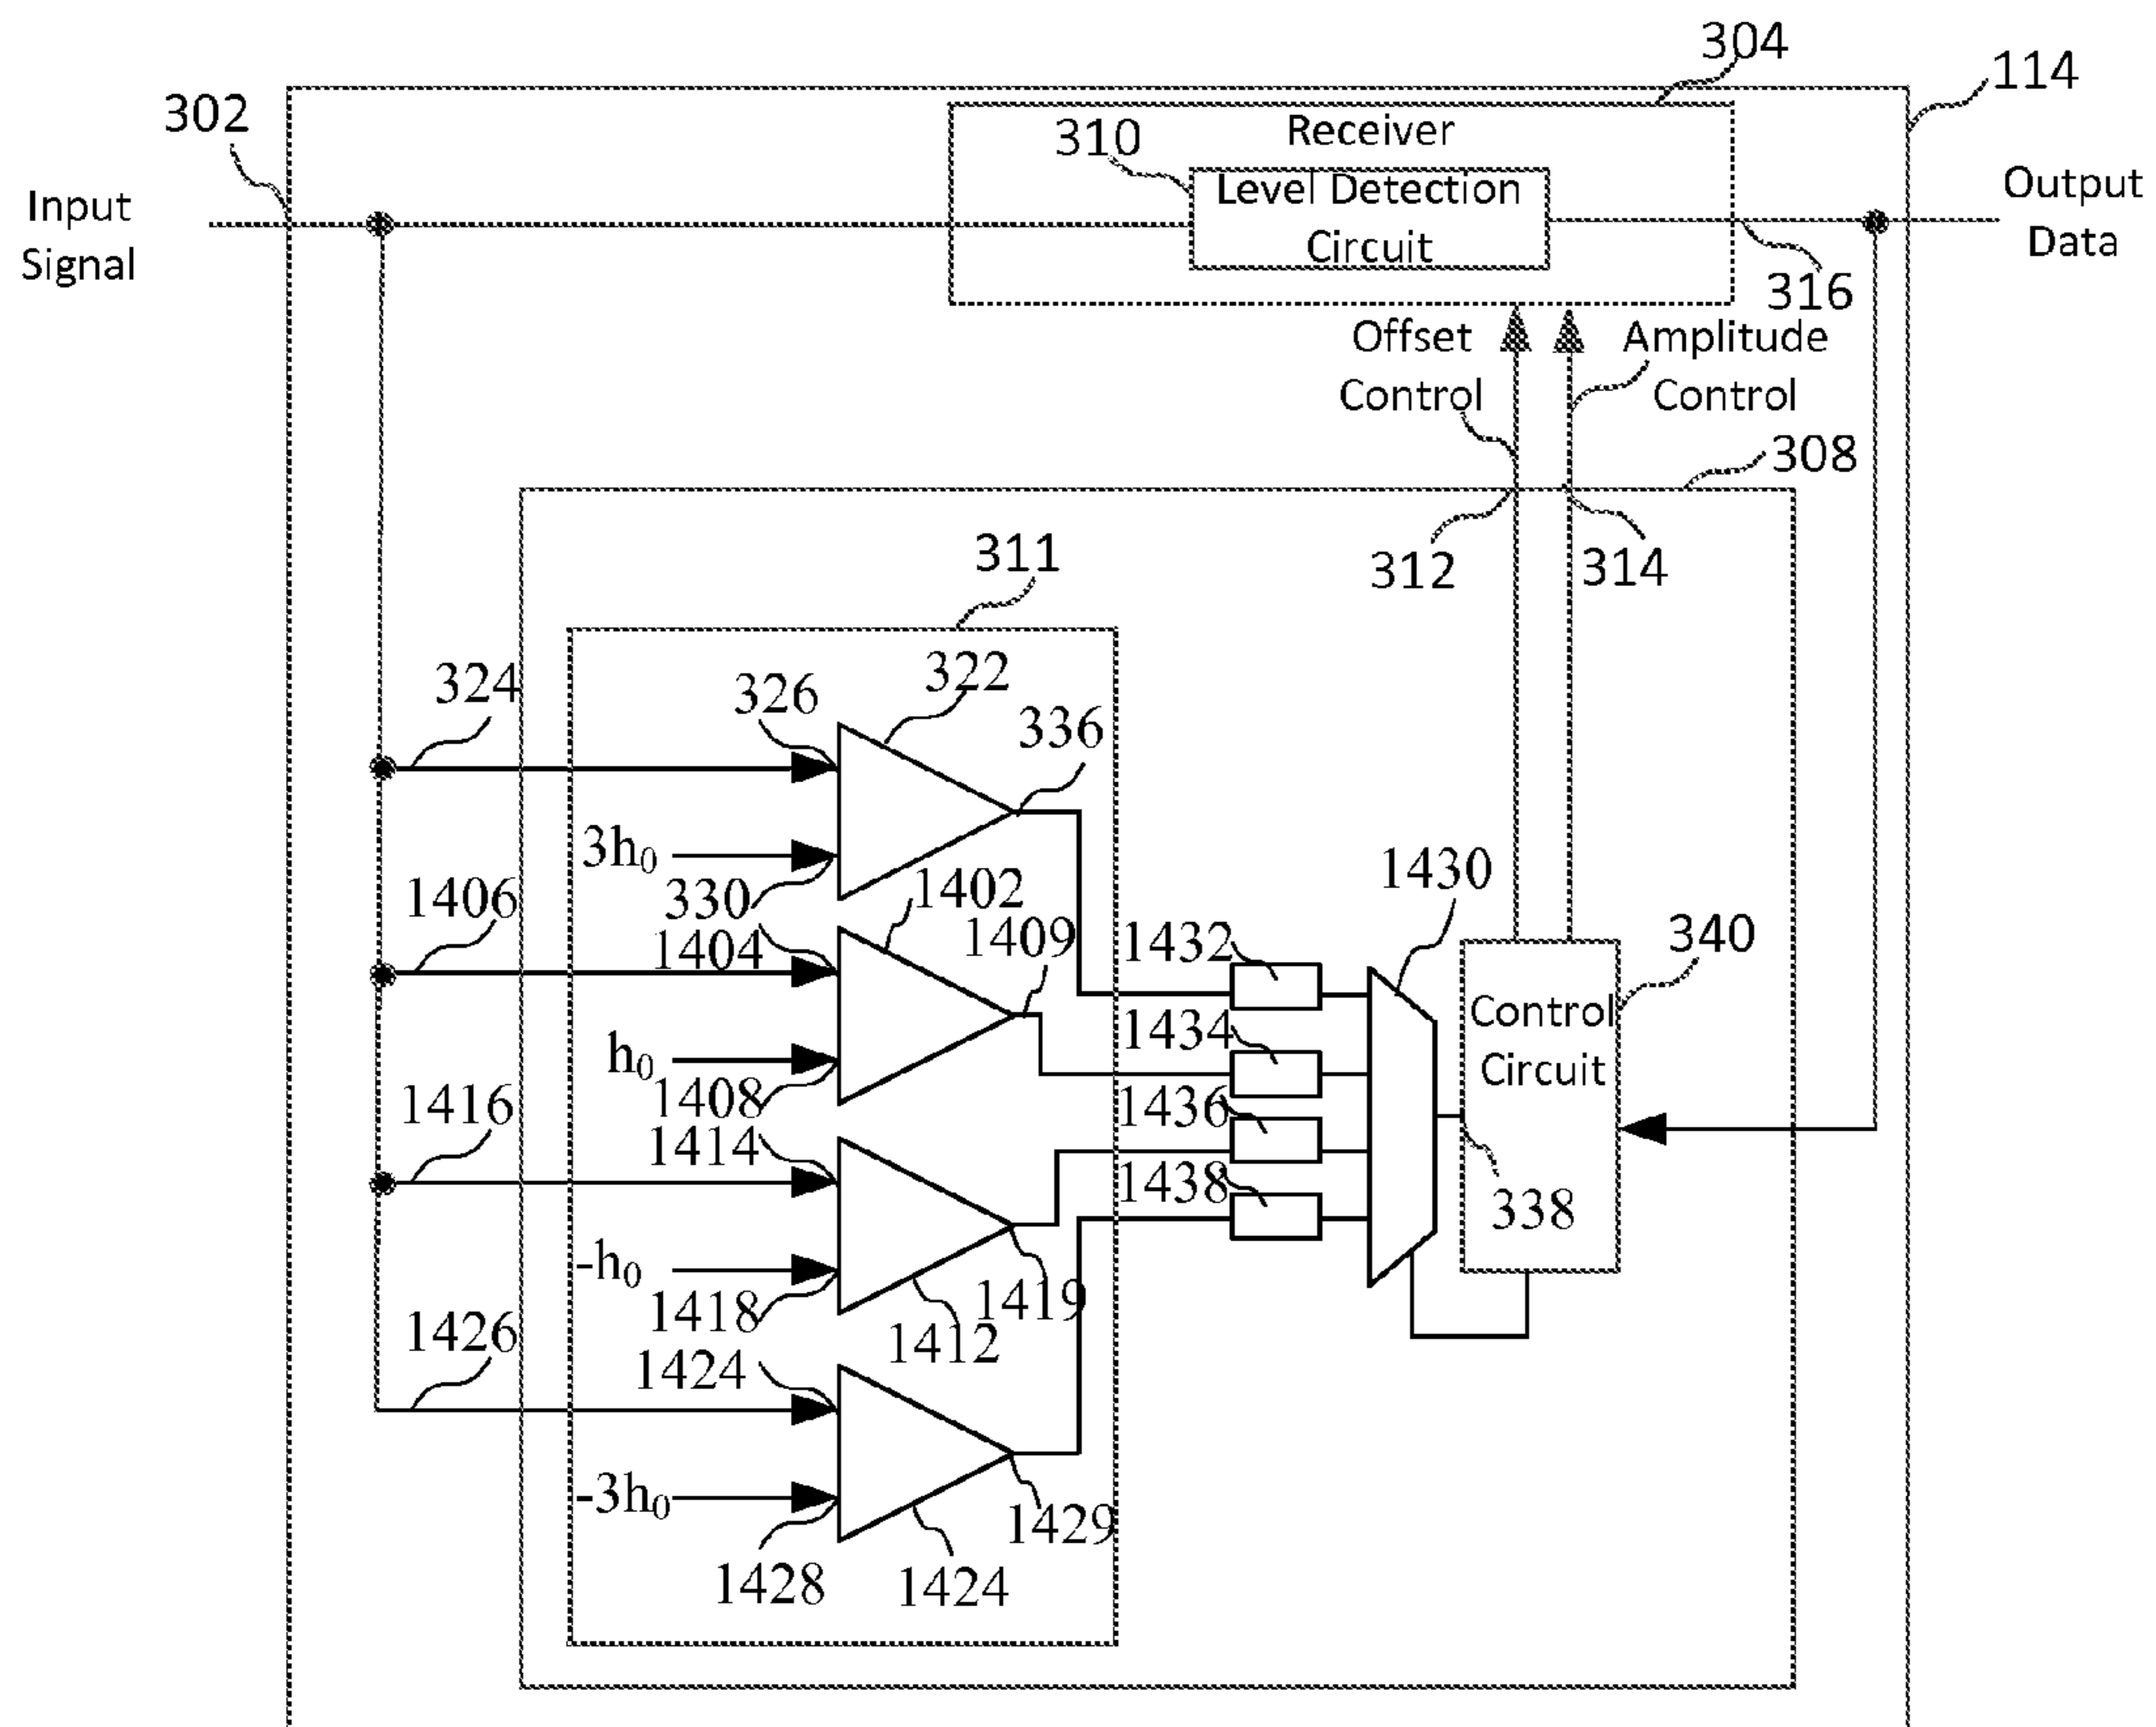 304
114
302
310
Receiver
Input
Signal
Level Detection
Circuit
Output
Data
316
Offset
Control
Amplitude
Control
308
312
314
311
324
326
322
336
3h₀
330
1402
1406
1404
1409
1432
1430
340
h₀
1408
1434
Control
Circuit
1416
1414
1436
1438
338
-h₀
1418
1419
1412
1426
1424
-3h₀
1429
1428
1424